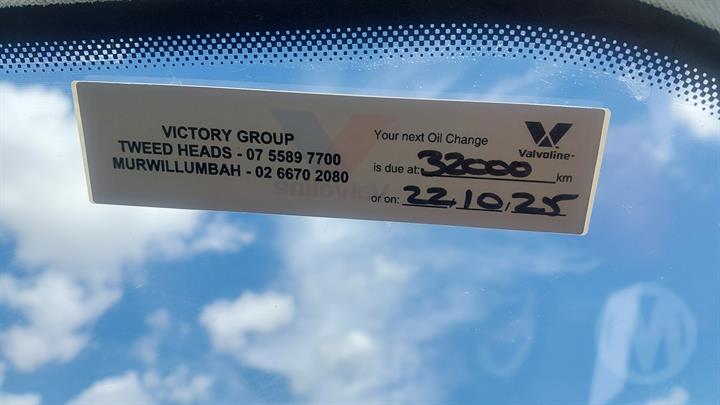 VICTORY GROUP
TWEED HEADS - 07 5589 7700
MURWILLUMBAH - 02 6670 2080
Your next Oil Change
is due at: 32000 km
or on: 22/10/25
Valvoline
Valvoline
M